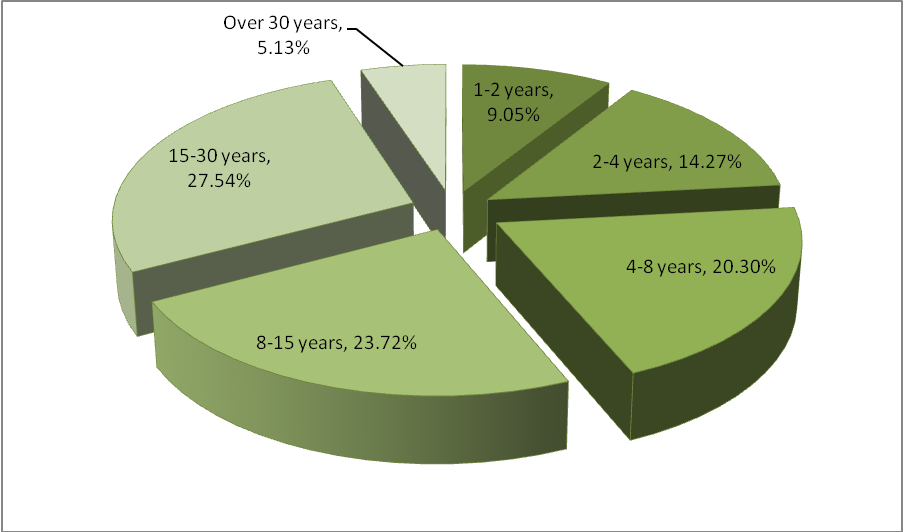 Over 30 years,
5.13%
1-2 years,
9.05%
2-4 years, 14.27%
15-30 years,
27.54%
4-8 years, 20.30%
8-15 years, 23.72%